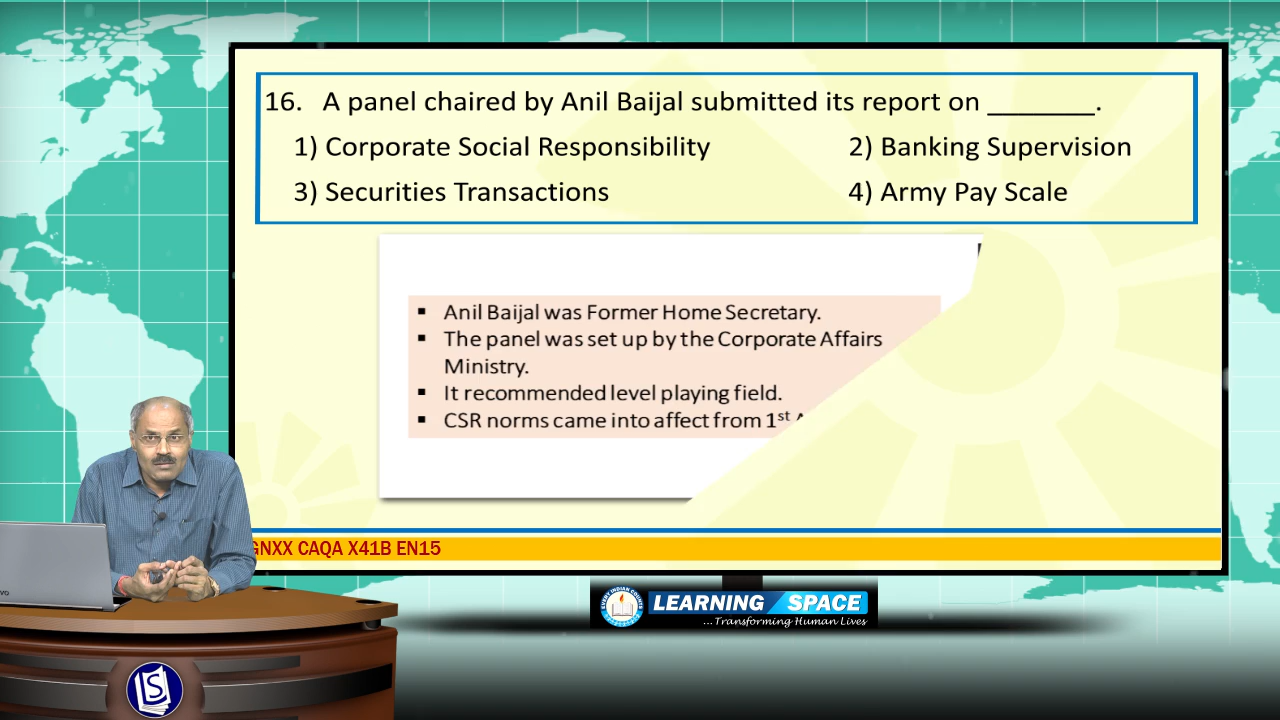 16. A panel chaired by Anil Baijal submitted its report on _______.
1) Corporate Social Responsibility 2) Banking Supervision
3) Securities Transactions 4) Army Pay Scale
▪ Anil Baijal was Former Home Secretary.
▪ The panel was set up by the Corporate Affairs
Ministry.
▪ It recommended level playing field.
▪ CSR norms came into affect from 1st
GNXX CAQA X41B EN15
LEARNING SPACE
...Transforming Human Lives
LS